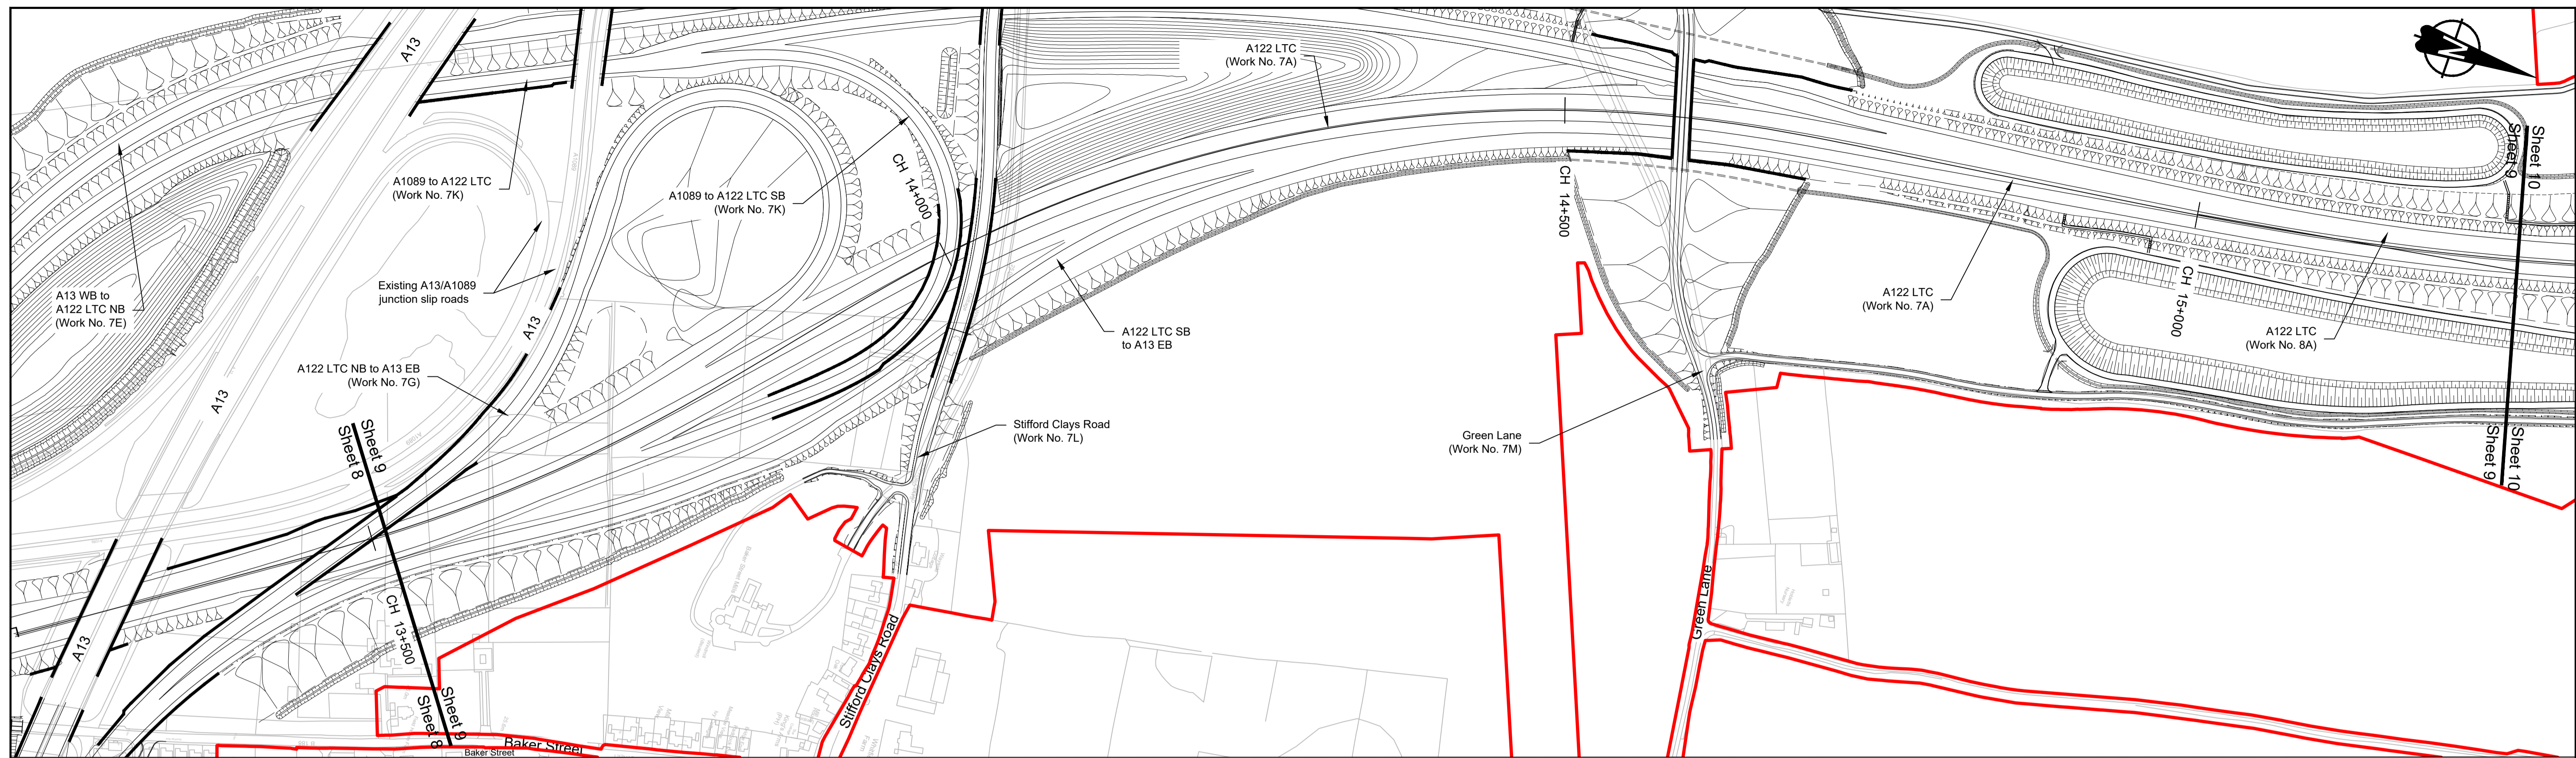 A13
A122 LTC
(Work No. 7A)
N
A1089 to A122 LTC
(Work No. 7K)
A1089
A1089 to A122 LTC SB
(Work No. 7K)
CH 14+000
CH 14+500
Sheet 10
Sheet 9
Existing A13/A1089
junction slip roads
A13 WB to
A122 LTC NB
(Work No. 7E)
A13
A122 LTC SB
to A13 EB
A122 LTC
(Work No. 7A)
CH 15+000
A122 LTC
(Work No. 8A)
A122 LTC NB to A13 EB
(Work No. 7G)
A13
Sheet 9
Sheet 8
A1089
Stifford Clays Road
(Work No. 7L)
Green Lane
(Work No. 7M)
Sheet 10
Sheet 9
Baker Street Mill
CH 13+500
A13
Green Lane
Stifford Clays Road
Sheet 9
Sheet 8
Baker Street
Baker Street